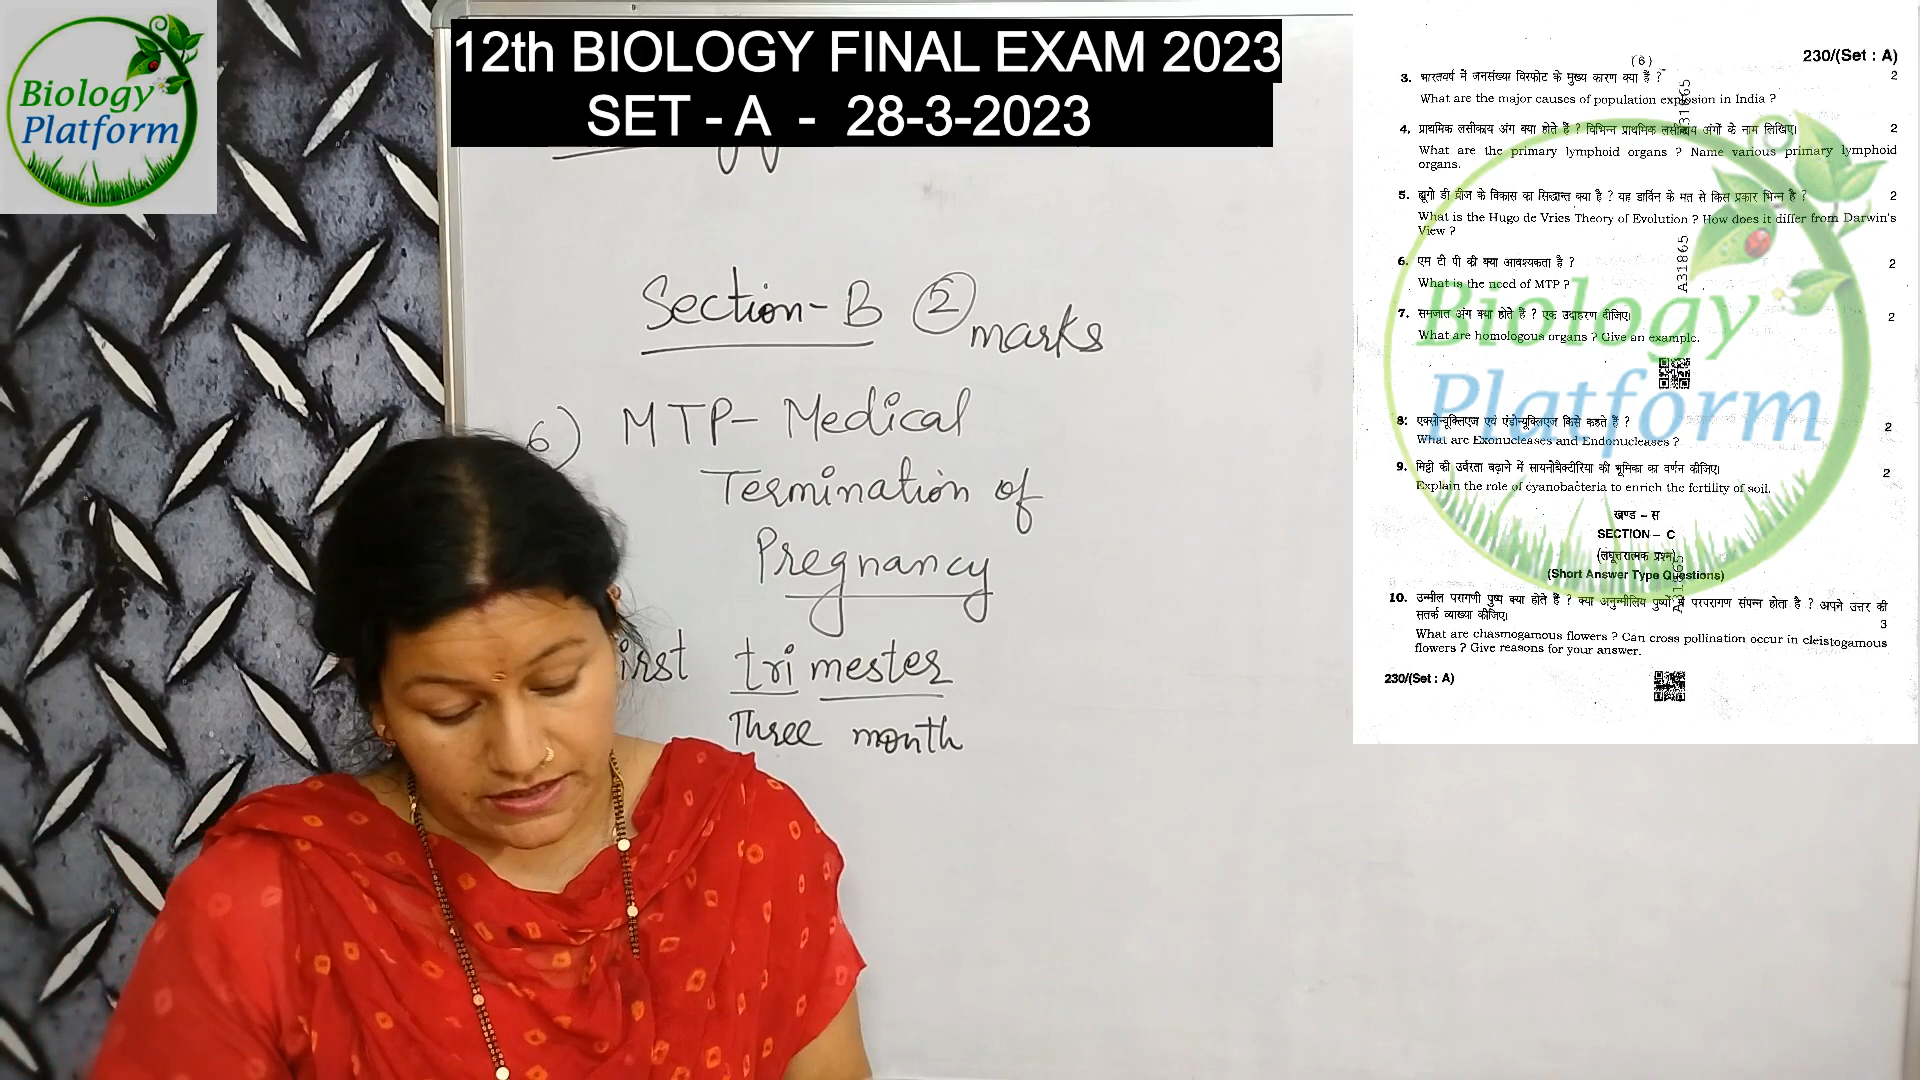 Biology
Platform
12th BIOLOGY FINAL EXAM 2023
SET - A - 28-3-2023
Section-B ② marks
6) MTP- Medical
Termination of
Pregnancy
irst trimester
Three month
(6)
230/(Set : A)
3. भारतवर्ष में जनसंख्या विस्फोट के मुख्य कारण क्या हैं ? 2
What are the major causes of population explosion in India ?
4. प्राथमिक लसीकाय अंग क्या होते हैं ? विभिन्न प्राथमिक लसीकाय अंगों के नाम लिखिए। 2
What are the primary lymphoid organs ? Name various primary lymphoid
organs.
5. ह्यूगो डी व्रीज के विकास का सिद्धान्त क्या है ? यह डार्विन के मत से किस प्रकार भिन्न है ? 2
What is the Hugo de Vries Theory of Evolution ? How does it differ from Darwin's
View ?
6. एम टी पी की क्या आवश्यकता है ? 2
What is the need of MTP ?
7. समजात अंग क्या होते हैं ? एक उदाहरण दीजिए। 2
What are homologous organs ? Give an example.
8. एक्सोन्यूक्लिएज एवं एंडोन्यूक्लिएज किसे कहते हैं ? 2
What are Exonucleases and Endonucleases ?
9. मिट्टी की उर्वरता बढ़ाने में सायनोबैक्टीरिया की भूमिका का वर्णन कीजिए। 2
Explain the role of cyanobacteria to enrich the fertility of soil.
खण्ड – स
SECTION – C
(लघूत्तरात्मक प्रश्न)
(Short Answer Type Questions)
10. उन्मील परागणी पुष्प क्या होते हैं ? क्या अनुन्मीलिय पुष्पों में परपरागण संपन्न होता है ? अपने उत्तर की
सतर्क व्याख्या कीजिए। 3
What are chasmogamous flowers ? Can cross pollination occur in cleistogamous
flowers ? Give reasons for your answer.
230/(Set : A)
A31865
Biology
Platform